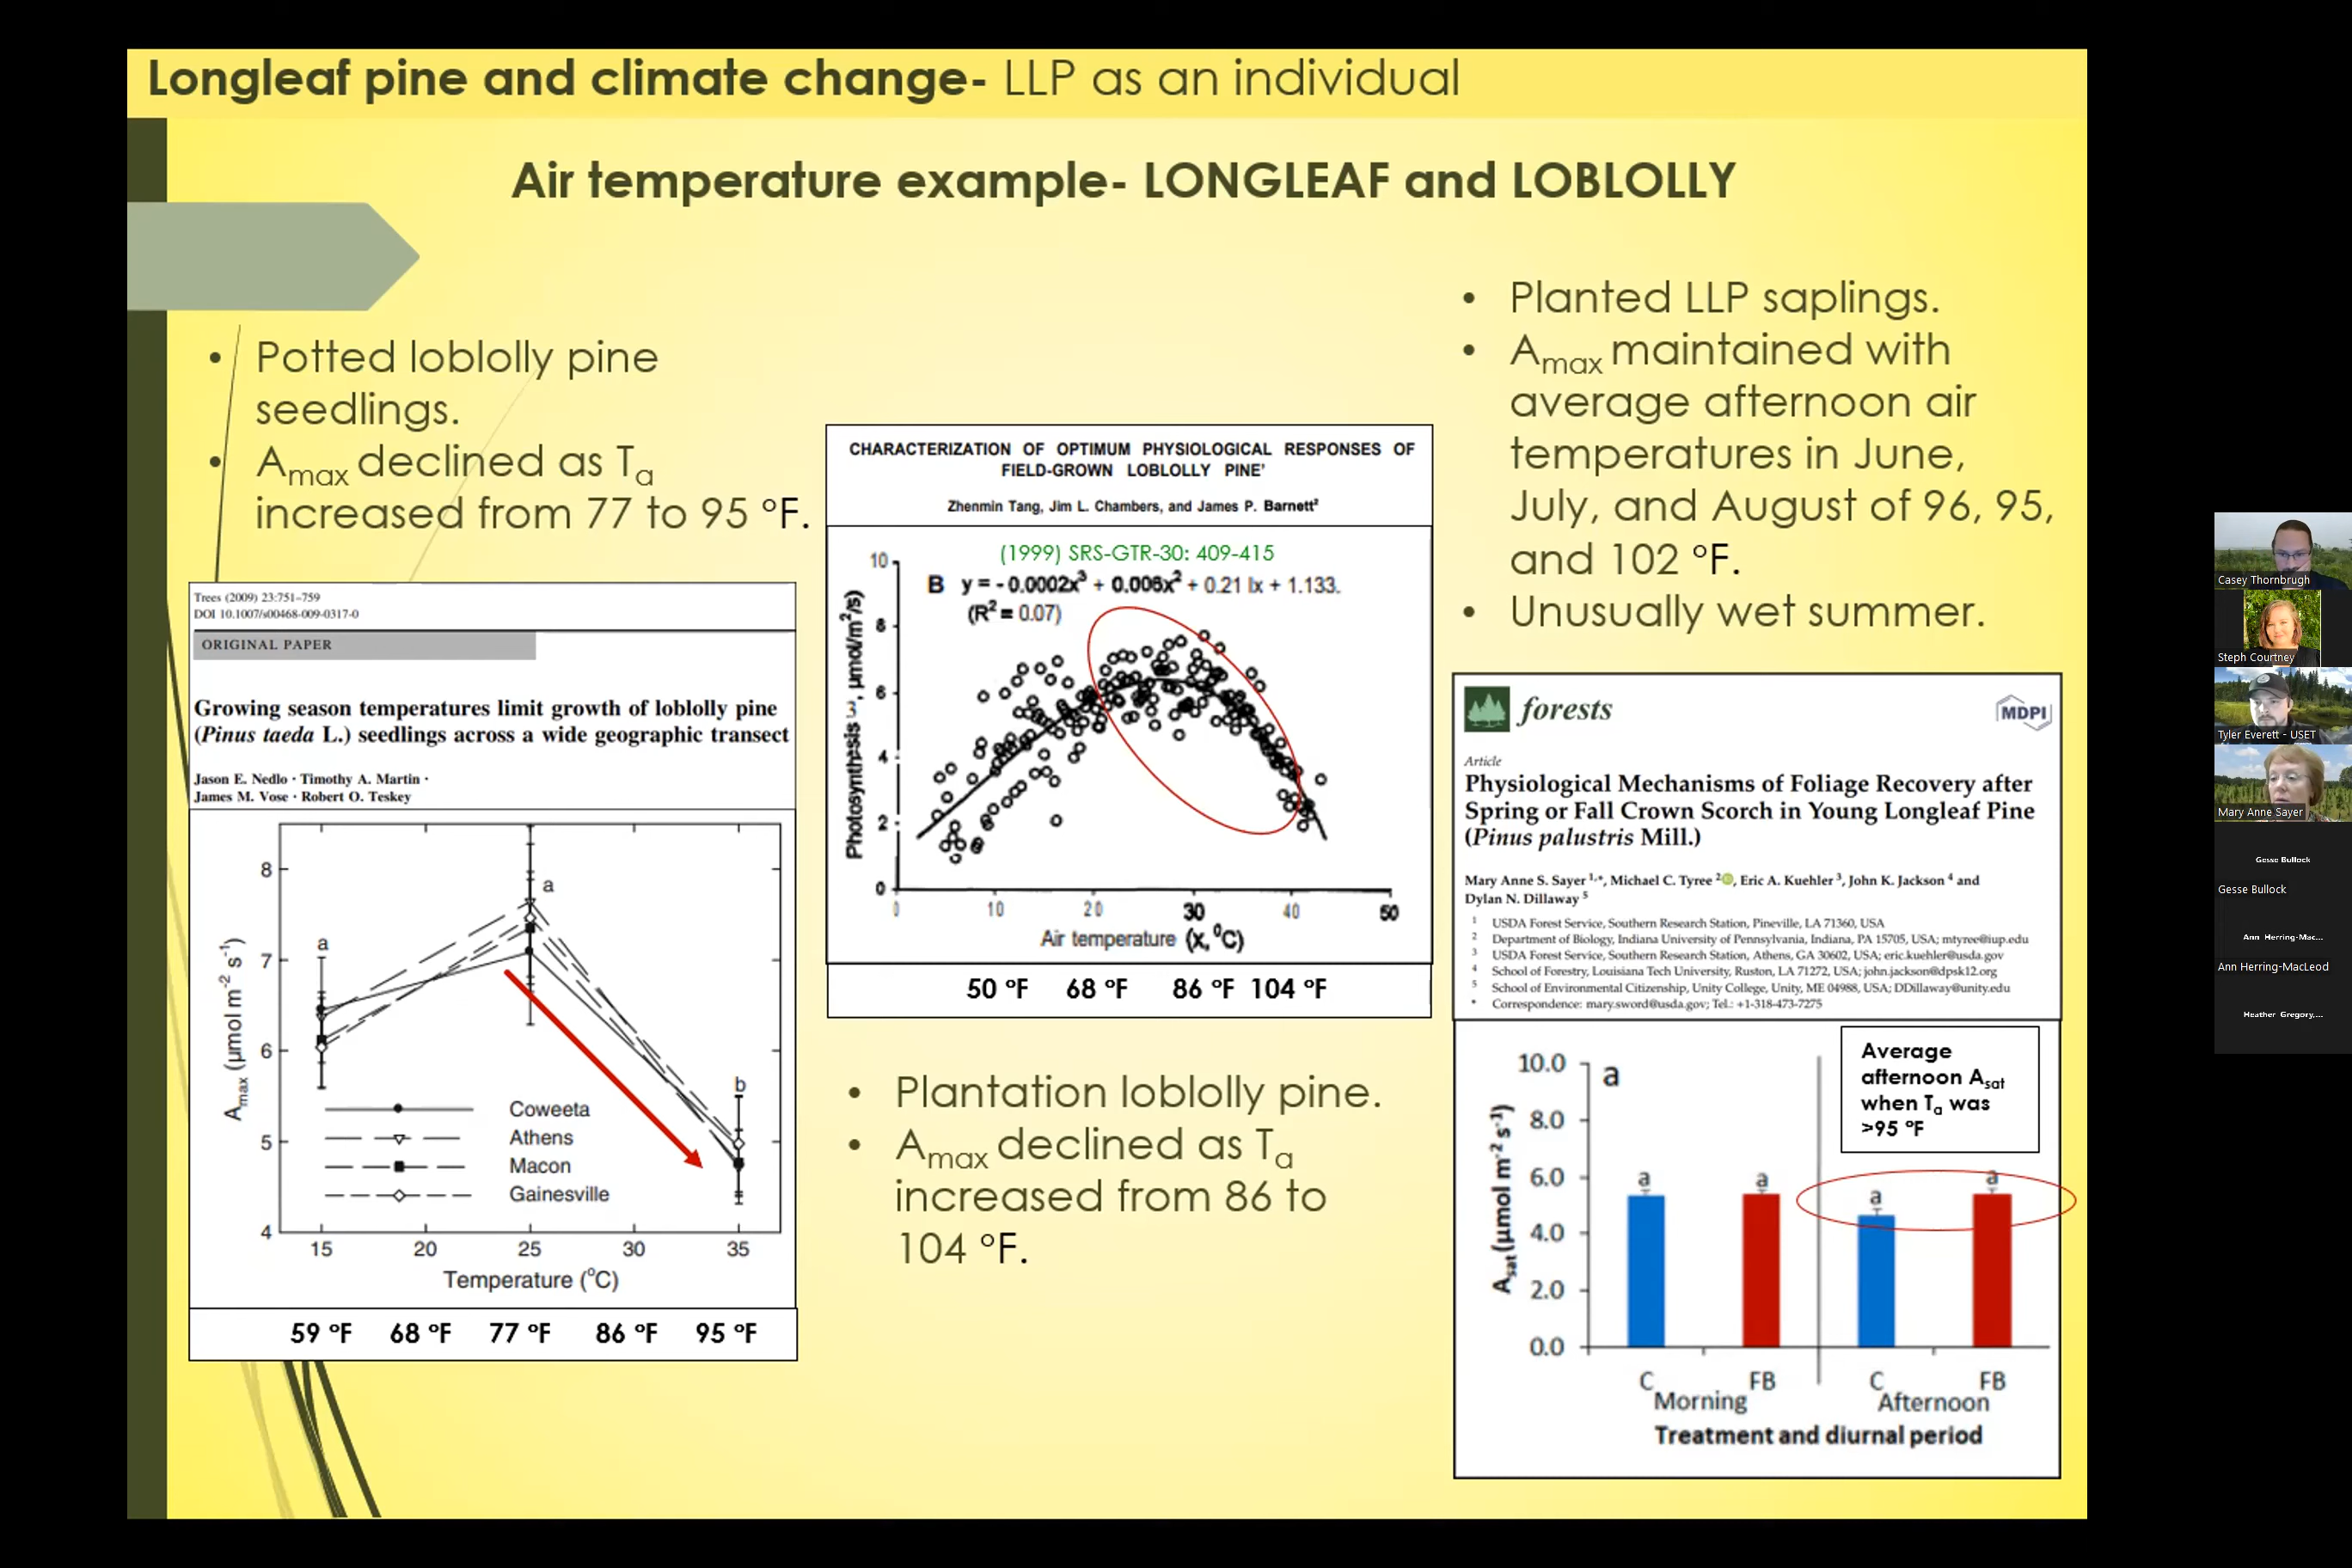 Longleaf pine and climate change- LLP as an individual
Air temperature example- LONGLEAF and LOBLOLLY
• Potted loblolly pine
seedlings.
• Amax declined as Ta
increased from 77 to 95 °F.
Trees (2009) 23:751–759
DOI 10.1007/s00468-009-0317-0
ORIGINAL PAPER
Growing season temperatures limit growth of loblolly pine
(Pinus taeda L.) seedlings across a wide geographic transect
Jason E. Nedlo · Timothy A. Martin ·
James M. Vose · Robert O. Teskey
8
7
6
5
4
Amax (μmol m-2 s-1)
a
a
b
Coweeta
Athens
Macon
Gainesville
15 20 25 30 35
Temperature (°C)
59 °F 68 °F 77 °F 86 °F 95 °F
CHARACTERIZATION OF OPTIMUM PHYSIOLOGICAL RESPONSES OF
FIELD-GROWN LOBLOLLY PINE'
Zhenmin Tang, Jim L. Chambers, and James P. Barnett²
(1999) SRS-GTR-30: 409-415
B y = - 0.0002x³ + 0.006x² + 0.21 lx + 1.133.
(R² = 0.07)
10
8
6
4
2
0
Photosynthesis 3, μmol/m²/s)
0 10 20 30 40 50
Air temperature (x, °C)
50 °F 68 °F 86 °F 104 °F
• Plantation loblolly pine.
• Amax declined as Ta
increased from 86 to
104 °F.
• Planted LLP saplings.
• Amax maintained with
average afternoon air
temperatures in June,
July, and August of 96, 95,
and 102 °F.
• Unusually wet summer.
forests
MDPI
Article
Physiological Mechanisms of Foliage Recovery after
Spring or Fall Crown Scorch in Young Longleaf Pine
(Pinus palustris Mill.)
Mary Anne S. Sayer 1,*, Michael C. Tyree 2, Eric A. Kuehler 3, John K. Jackson 4 and
Dylan N. Dillaway 5
1 USDA Forest Service, Southern Research Station, Pineville, LA 71360, USA
2 Department of Biology, Indiana University of Pennsylvania, Indiana, PA 15705, USA; mtyree@iup.edu
3 USDA Forest Service, Southern Research Station, Athens, GA 30602, USA; eric.kuehler@usda.gov
4 School of Forestry, Louisiana Tech University, Ruston, LA 71272, USA; john.jackson@dpsk12.org
5 School of Environmental Citizenship, Unity College, Unity, ME 04988, USA; DDillaway@unity.edu
* Correspondence: mary.sword@usda.gov; Tel.: +1-318-473-7275
Average
afternoon Asat
when Ta was
>95 °F
10.0
8.0
6.0
4.0
2.0
0.0
Asat (μmol m-2 s-1)
a
a a a a
C FB C FB
Morning Afternoon
Treatment and diurnal period
Casey Thornbrugh
Steph Courtney
Tyler Everett - USET
Mary Anne Sayer
Gesse Bullock
Gesse Bullock
Ann Herring-Mac...
Ann Herring-MacLeod
Heather Gregory,...